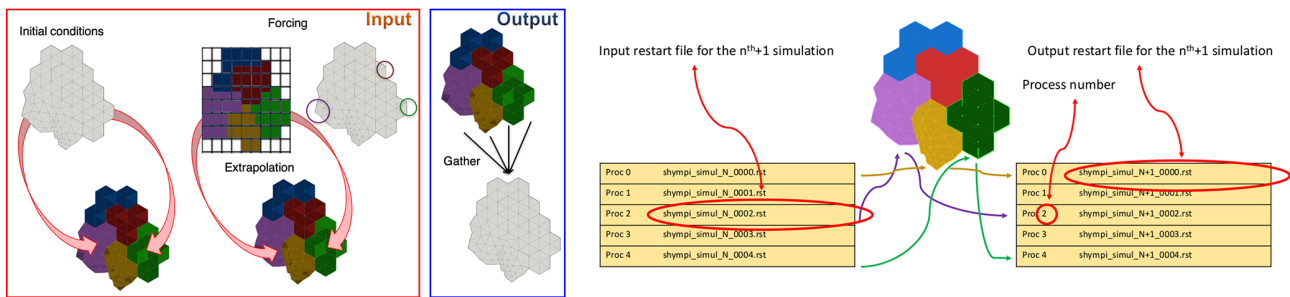 Input
Initial conditions
Forcing
Extrapolation
Output
Gather
Input restart file for the nth+1 simulation
Output restart file for the nth+1 simulation
Process number
Proc 0 shympi_simul_N_0000.rst
Proc 1 shympi_simul_N_0001.rst
Proc 2 shympi_simul_N_0002.rst
Proc 3 shympi_simul_N_0003.rst
Proc 4 shympi_simul_N_0004.rst
Proc 0 shympi_simul_N+1_0000.rst
Proc 1 shympi_simul_N+1_0001.rst
Proc 2 shympi_simul_N+1_0002.rst
Proc 3 shympi_simul_N+1_0003.rst
Proc 4 shympi_simul_N+1_0004.rst